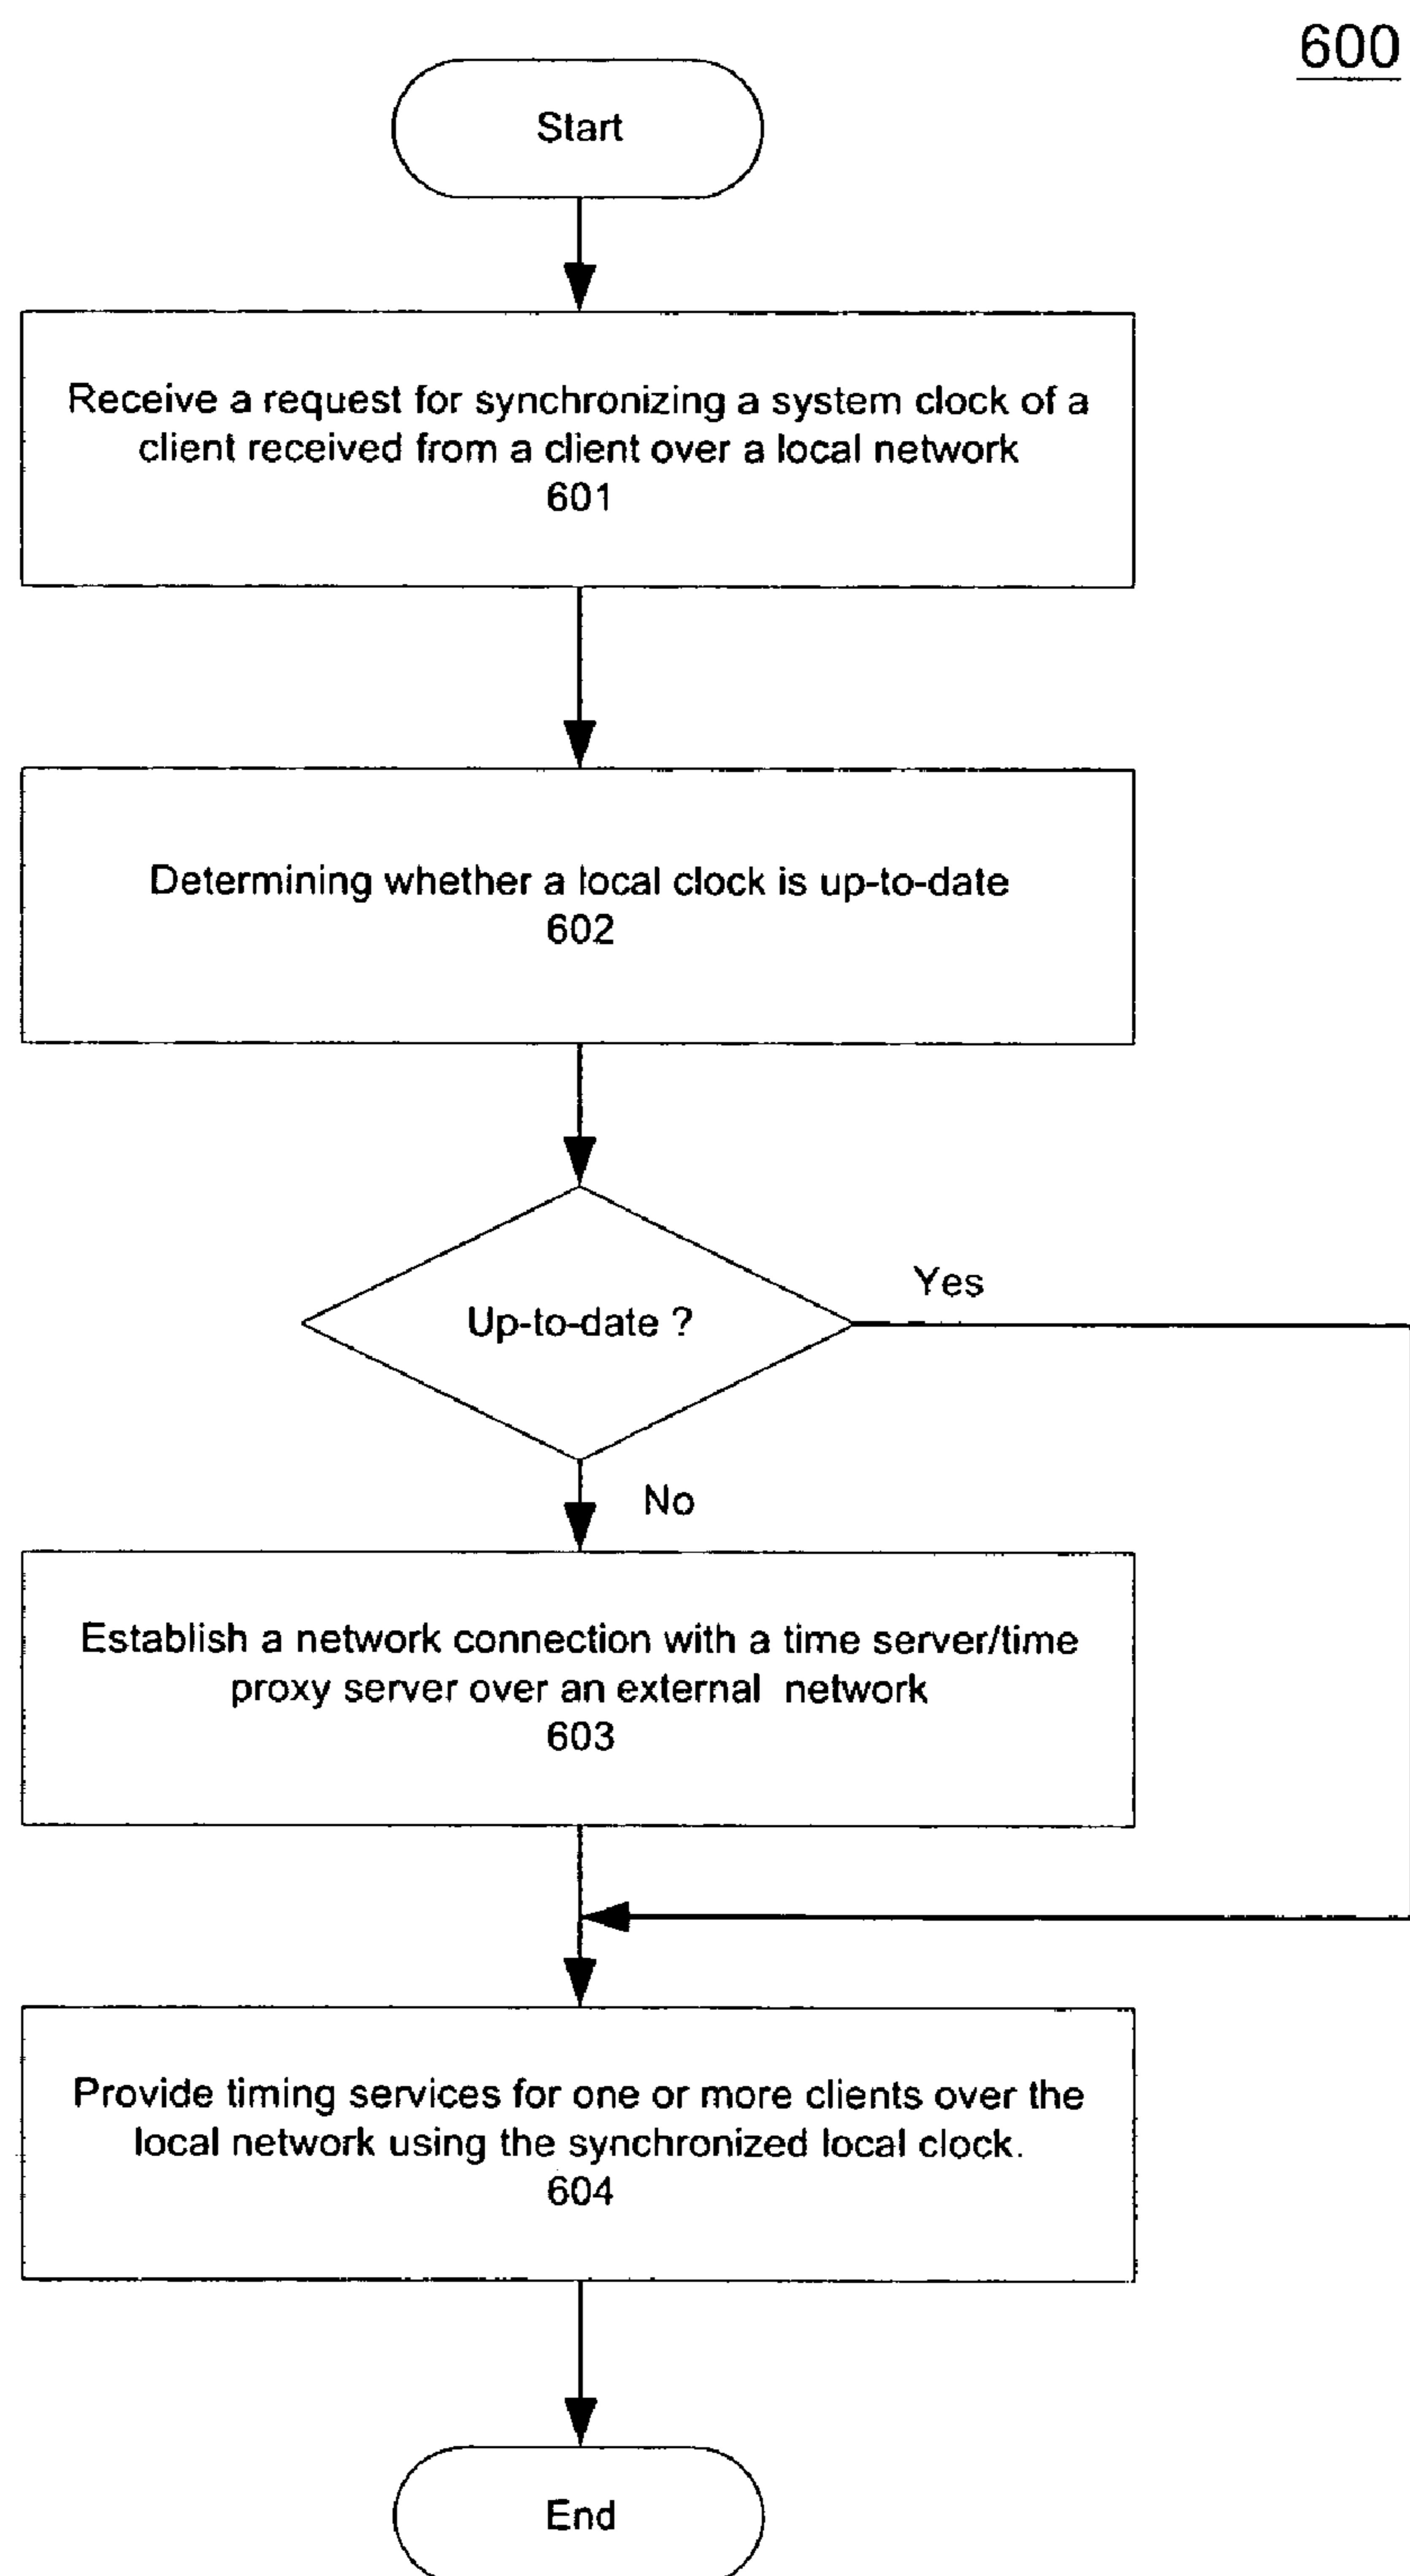 600
Start
Receive a request for synchronizing a system clock of a
client received from a client over a local network
601
Determining whether a local clock is up-to-date
602
Up-to-date ?
Yes
No
Establish a network connection with a time server/time
proxy server over an external network
603
Provide timing services for one or more clients over the
local network using the synchronized local clock.
604
End